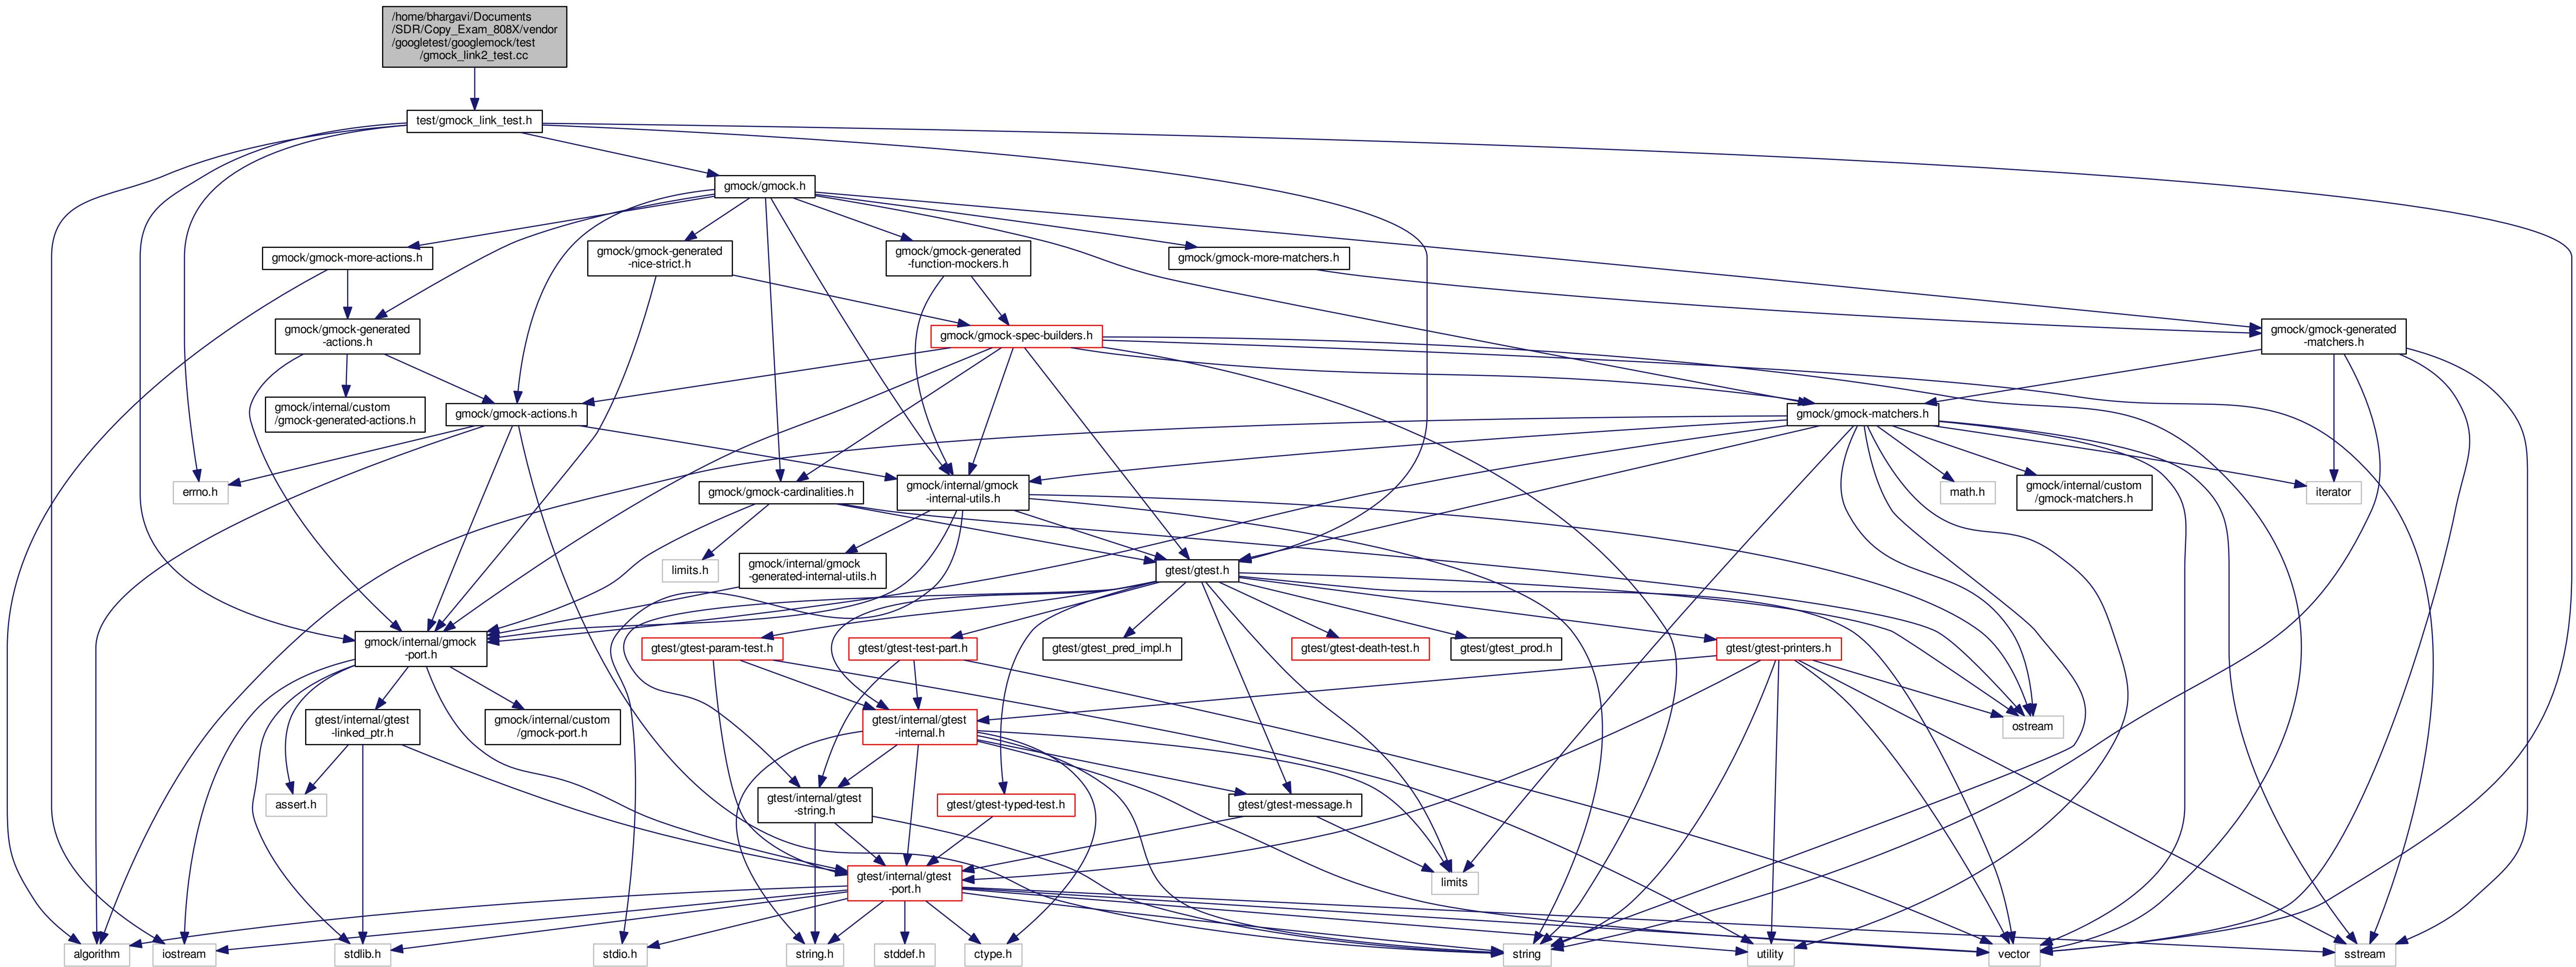 /home/bhargavi/Documents
/SDR/Copy_Exam_808X/vendor
/googletest/googlemock/test
/gmock_link2_test.cc
test/gmock_link_test.h
gmock/gmock.h
gmock/gmock-more-actions.h
gmock/gmock-generated
-nice-strict.h
gmock/gmock-generated
-function-mockers.h
gmock/gmock-more-matchers.h
gmock/gmock-generated
-actions.h
gmock/gmock-spec-builders.h
gmock/gmock-generated
-matchers.h
gmock/internal/custom
/gmock-generated-actions.h
gmock/gmock-actions.h
gmock/gmock-matchers.h
errno.h
gmock/gmock-cardinalities.h
gmock/internal/gmock
-internal-utils.h
math.h
gmock/internal/custom
/gmock-matchers.h
iterator
limits.h
gmock/internal/gmock
-generated-internal-utils.h
gtest/gtest.h
gmock/internal/gmock
-port.h
gtest/gtest-param-test.h
gtest/gtest-test-part.h
gtest/gtest_pred_impl.h
gtest/gtest-death-test.h
gtest/gtest_prod.h
gtest/gtest-printers.h
gtest/internal/gtest
-linked_ptr.h
gmock/internal/custom
/gmock-port.h
gtest/internal/gtest
-internal.h
ostream
assert.h
gtest/internal/gtest
-string.h
gtest/gtest-typed-test.h
gtest/gtest-message.h
gtest/internal/gtest
-port.h
limits
algorithm
iostream
stdlib.h
stdio.h
string.h
stddef.h
ctype.h
string
utility
vector
sstream